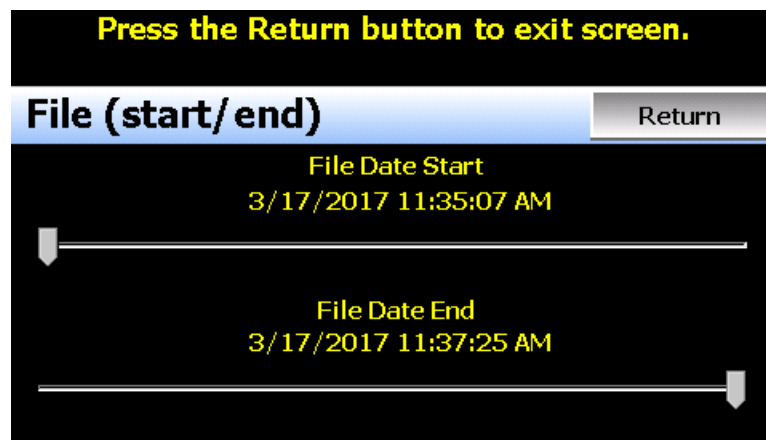 Press the Return button to exit screen.
File (start/end)
Return
File Date Start
3/17/2017 11:35:07 AM
File Date End
3/17/2017 11:37:25 AM